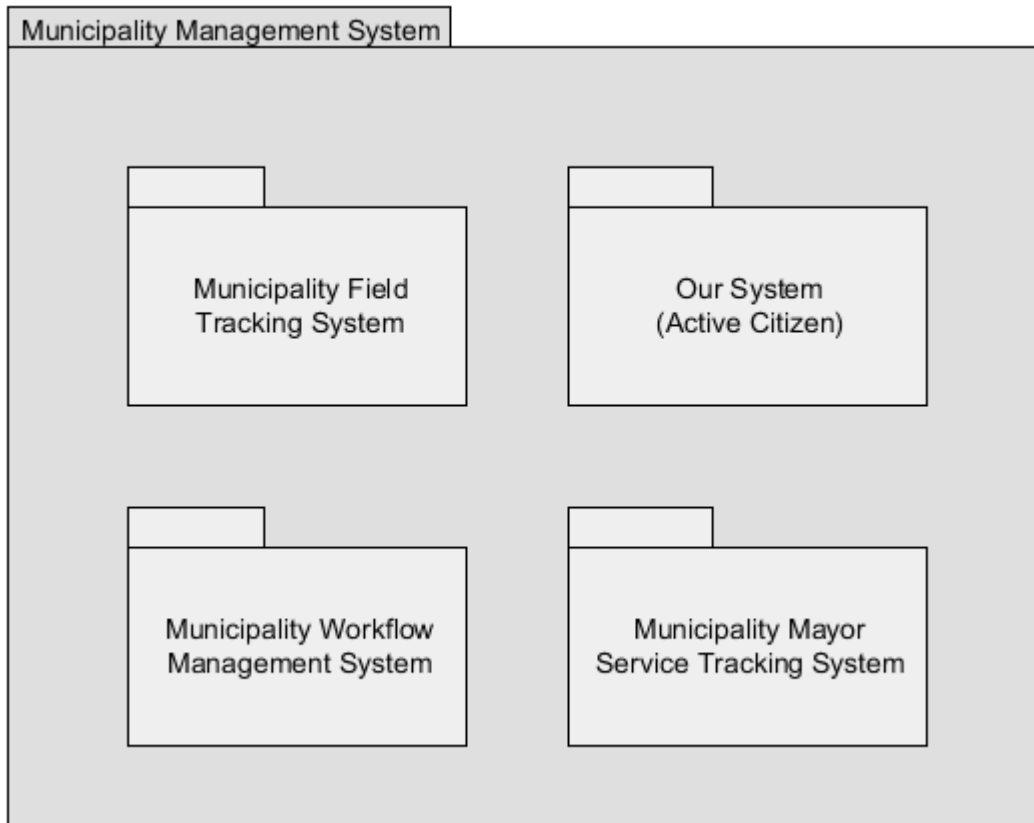 Municipality Management System
Municipality Field
Tracking System
Our System
(Active Citizen)
Municipality Workflow
Management System
Municipality Mayor
Service Tracking System